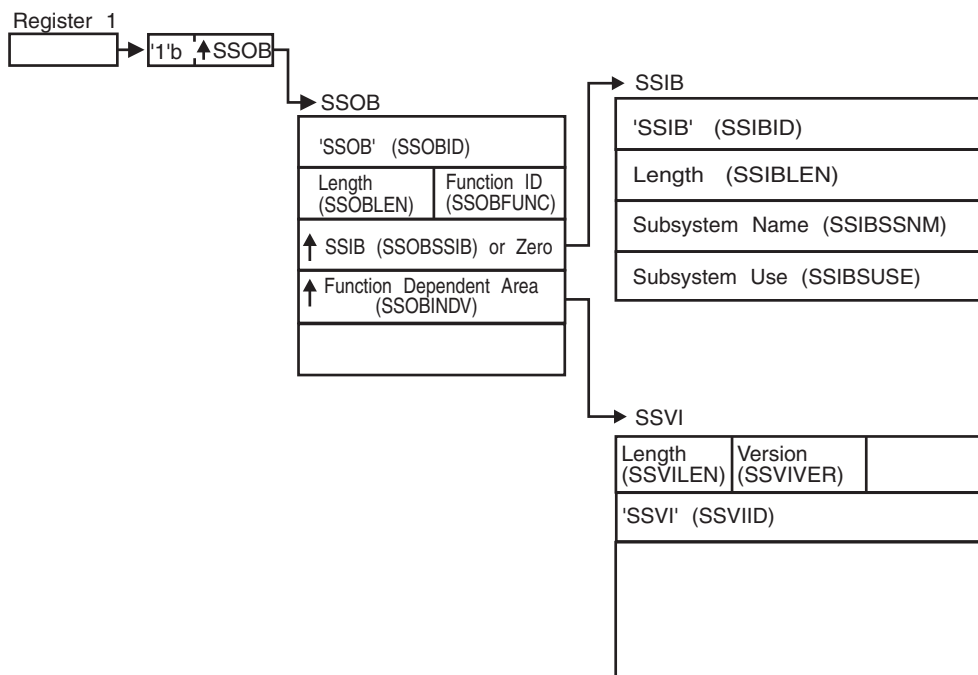 Register 1
'1'b SSOB
SSOB
'SSOB' (SSOBID)
Length
(SSOBLEN)
Function ID
(SSOBFUNC)
SSIB (SSOBSSIB) or Zero
Function Dependent Area
(SSOBINDV)
SSIB
'SSIB' (SSIBID)
Length (SSIBLEN)
Subsystem Name (SSIBSSNM)
Subsystem Use (SSIBSUSE)
SSVI
Length
(SSVILEN)
Version
(SSVIVER)
'SSVI' (SSVIID)